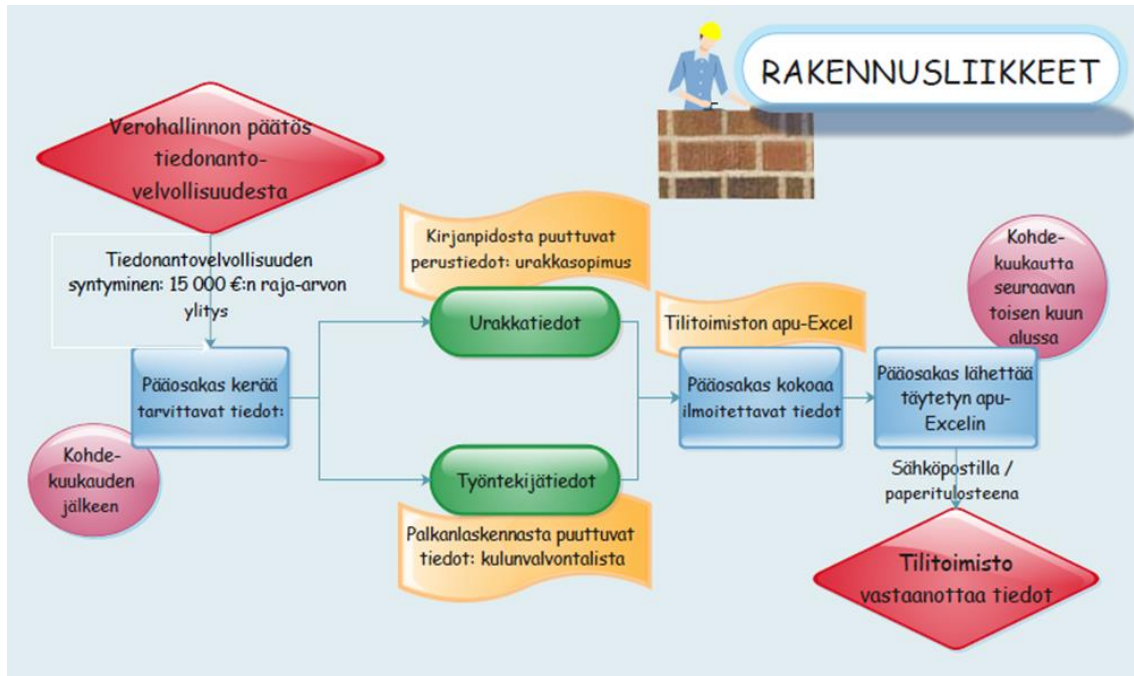 RAKENNUSLIIKKEET
Verohallinnon päätös
tiedonanto-
velvollisuudesta
Tiedonantovelvollisuuden
syntyminen: 15 000 €:n raja-arvon
ylitys
Pääosakas kerää
tarvittavat tiedot:
Kohde-
kuukauden
jälkeen
Kirjanpidosta puuttuvat
perustiedot: urakkasopimus
Urakkatiedot
Työntekijätiedot
Palkanlaskennasta puuttuvat
tiedot: kulunvalvontalista
Tilitoimiston apu-Excel
Pääosakas kokoaa
ilmoitettavat tiedot
Kohde-
kuukautta
seuraavan
toisen kuun
alussa
Pääosakas lähettää
täytetyn apu-
Excelin
Sähköpostilla /
paperitulosteena
Tilitoimisto
vastaanottaa tiedot